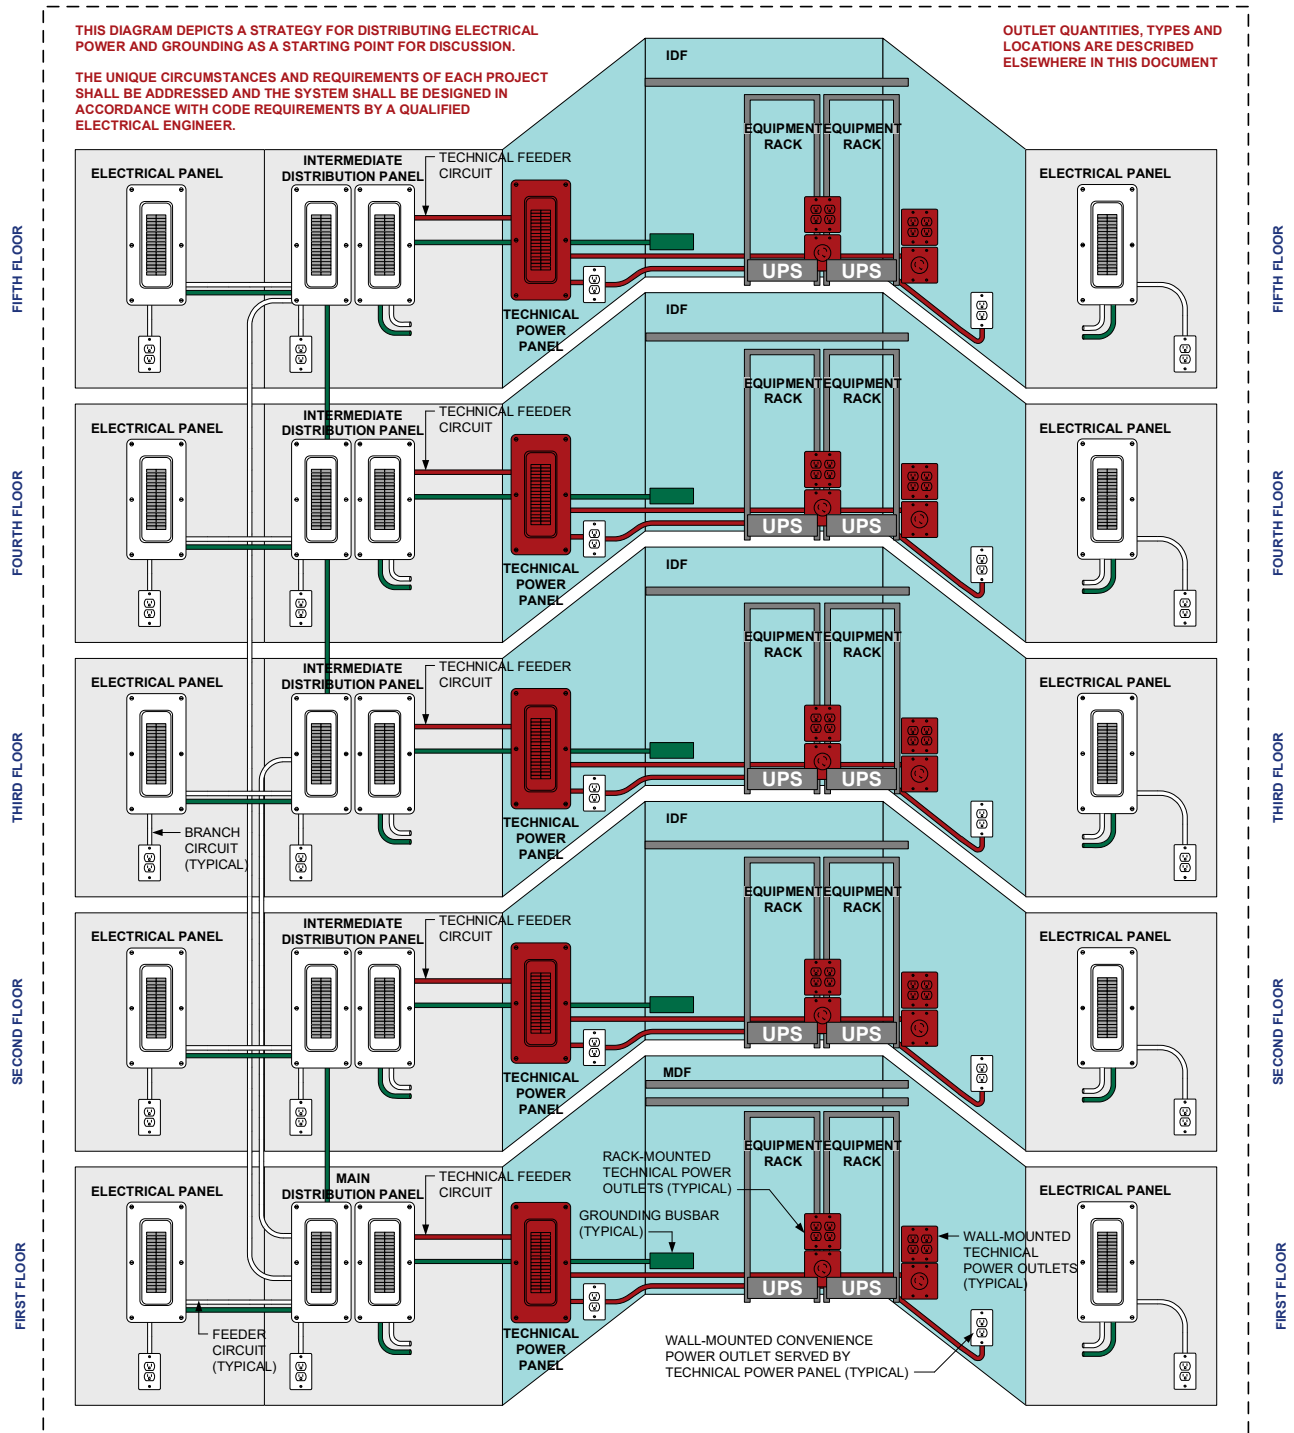 THIS DIAGRAM DEPICTS A STRATEGY FOR DISTRIBUTING ELECTRICAL
POWER AND GROUNDING AS A STARTING POINT FOR DISCUSSION.
THE UNIQUE CIRCUMSTANCES AND REQUIREMENTS OF EACH PROJECT
SHALL BE ADDRESSED AND THE SYSTEM SHALL BE DESIGNED IN
ACCORDANCE WITH CODE REQUIREMENTS BY A QUALIFIED
ELECTRICAL ENGINEER.
OUTLET QUANTITIES, TYPES AND
LOCATIONS ARE DESCRIBED
ELSEWHERE IN THIS DOCUMENT
FIFTH FLOOR
ELECTRICAL PANEL
INTERMEDIATE
DISTRIBUTION PANEL
TECHNICAL FEEDER
CIRCUIT
TECHNICAL
POWER
PANEL
IDF
EQUIPMENT
RACK
EQUIPMENT
RACK
UPS
UPS
ELECTRICAL PANEL
FIFTH FLOOR
FOURTH FLOOR
ELECTRICAL PANEL
INTERMEDIATE
DISTRIBUTION PANEL
TECHNICAL FEEDER
CIRCUIT
TECHNICAL
POWER
PANEL
IDF
EQUIPMENT
RACK
EQUIPMENT
RACK
UPS
UPS
ELECTRICAL PANEL
FOURTH FLOOR
THIRD FLOOR
ELECTRICAL PANEL
BRANCH
CIRCUIT
(TYPICAL)
INTERMEDIATE
DISTRIBUTION PANEL
TECHNICAL FEEDER
CIRCUIT
TECHNICAL
POWER
PANEL
IDF
EQUIPMENT
RACK
EQUIPMENT
RACK
UPS
UPS
ELECTRICAL PANEL
THIRD FLOOR
SECOND FLOOR
ELECTRICAL PANEL
INTERMEDIATE
DISTRIBUTION PANEL
TECHNICAL FEEDER
CIRCUIT
TECHNICAL
POWER
PANEL
IDF
EQUIPMENT
RACK
EQUIPMENT
RACK
UPS
UPS
ELECTRICAL PANEL
SECOND FLOOR
FIRST FLOOR
ELECTRICAL PANEL
FEEDER
CIRCUIT
(TYPICAL)
MAIN
DISTRIBUTION PANEL
TECHNICAL FEEDER
CIRCUIT
TECHNICAL
POWER
PANEL
MDF
RACK-MOUNTED
TECHNICAL POWER
OUTLETS (TYPICAL)
GROUNDING BUSBAR
(TYPICAL)
EQUIPMENT
RACK
EQUIPMENT
RACK
UPS
UPS
WALL-MOUNTED
TECHNICAL
POWER OUTLETS
(TYPICAL)
WALL-MOUNTED CONVENIENCE
POWER OUTLET SERVED BY
TECHNICAL POWER PANEL (TYPICAL)
ELECTRICAL PANEL
FIRST FLOOR